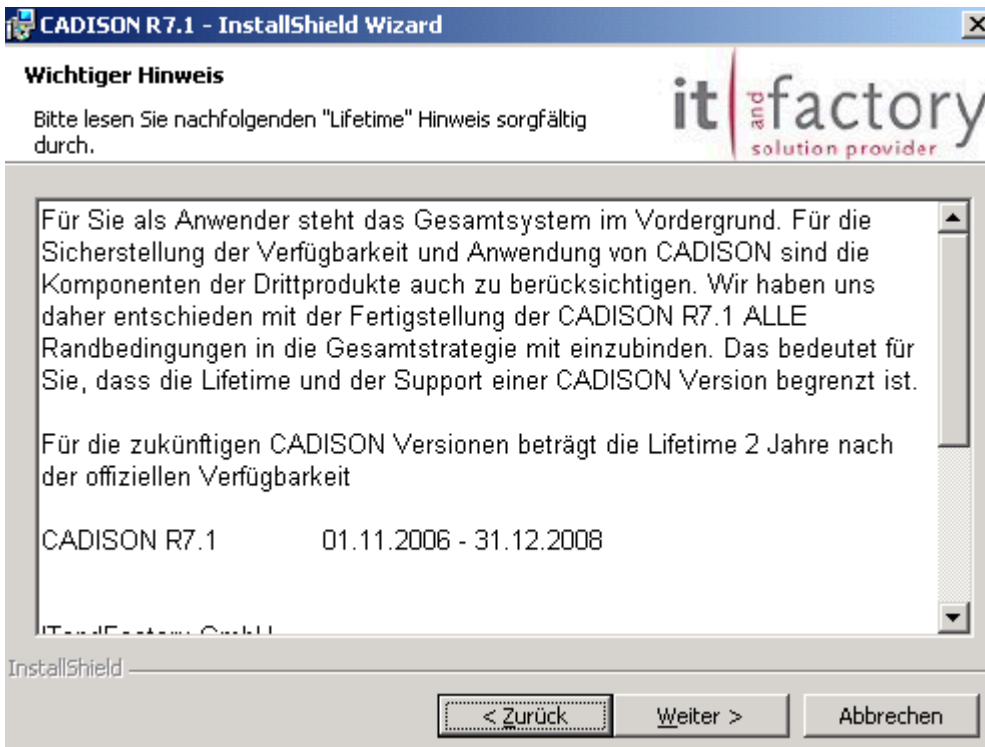 CADISON R7.1 - InstallShield Wizard
Wichtiger Hinweis
Bitte lesen Sie nachfolgenden "Lifetime" Hinweis sorgfältig
durch.
it and factory
solution provider
Für Sie als Anwender steht das Gesamtsystem im Vordergrund. Für die
Sicherstellung der Verfügbarkeit und Anwendung von CADISON sind die
Komponenten der Drittprodukte auch zu berücksichtigen. Wir haben uns
daher entschieden mit der Fertigstellung der CADISON R7.1 ALLE
Randbedingungen in die Gesamtstrategie mit einzubinden. Das bedeutet für
Sie, dass die Lifetime und der Support einer CADISON Version begrenzt ist.
Für die zukünftigen CADISON Versionen beträgt die Lifetime 2 Jahre nach
der offiziellen Verfügbarkeit
CADISON R7.1 01.11.2006 - 31.12.2008
InstallShield
< Zurück Weiter > Abbrechen